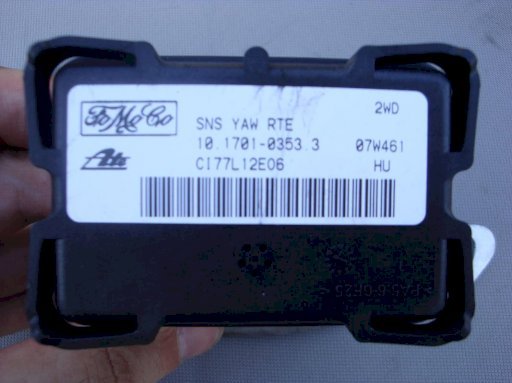 2WD
FoMoCo
SNS YAW RTE
10.1701-0353.3 07W461
Ate
CI77L12E06 HU